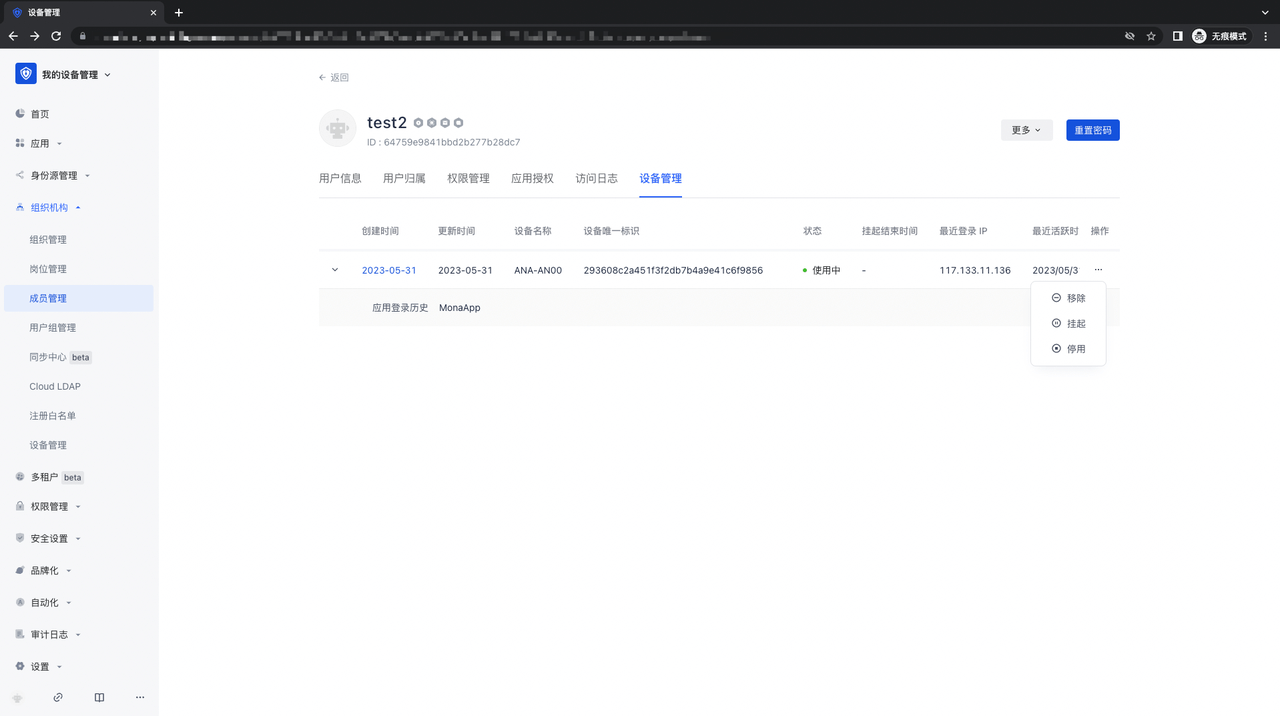 设备管理
无痕模式
我的设备管理
首页
应用
身份源管理
组织机构
组织管理
岗位管理
成员管理
用户组管理
同步中心 beta
Cloud LDAP
注册白名单
设备管理
多租户 beta
权限管理
安全设置
品牌化
自动化
审计日志
设置
返回
test2
ID : 64759e9841bbd2b277b28dc7
更多
重置密码
用户信息 用户归属 权限管理 应用授权 访问日志 设备管理
创建时间 更新时间 设备名称 设备唯一标识 状态 挂起结束时间 最近登录 IP 最近活跃时 操作
2023-05-31 2023-05-31 ANA-AN00 293608c2a451f3f2db7b4a9e41c6f9856 使用中 - 117.133.11.136 2023/05/3 ···
应用登录历史 MonaApp
移除
挂起
停用